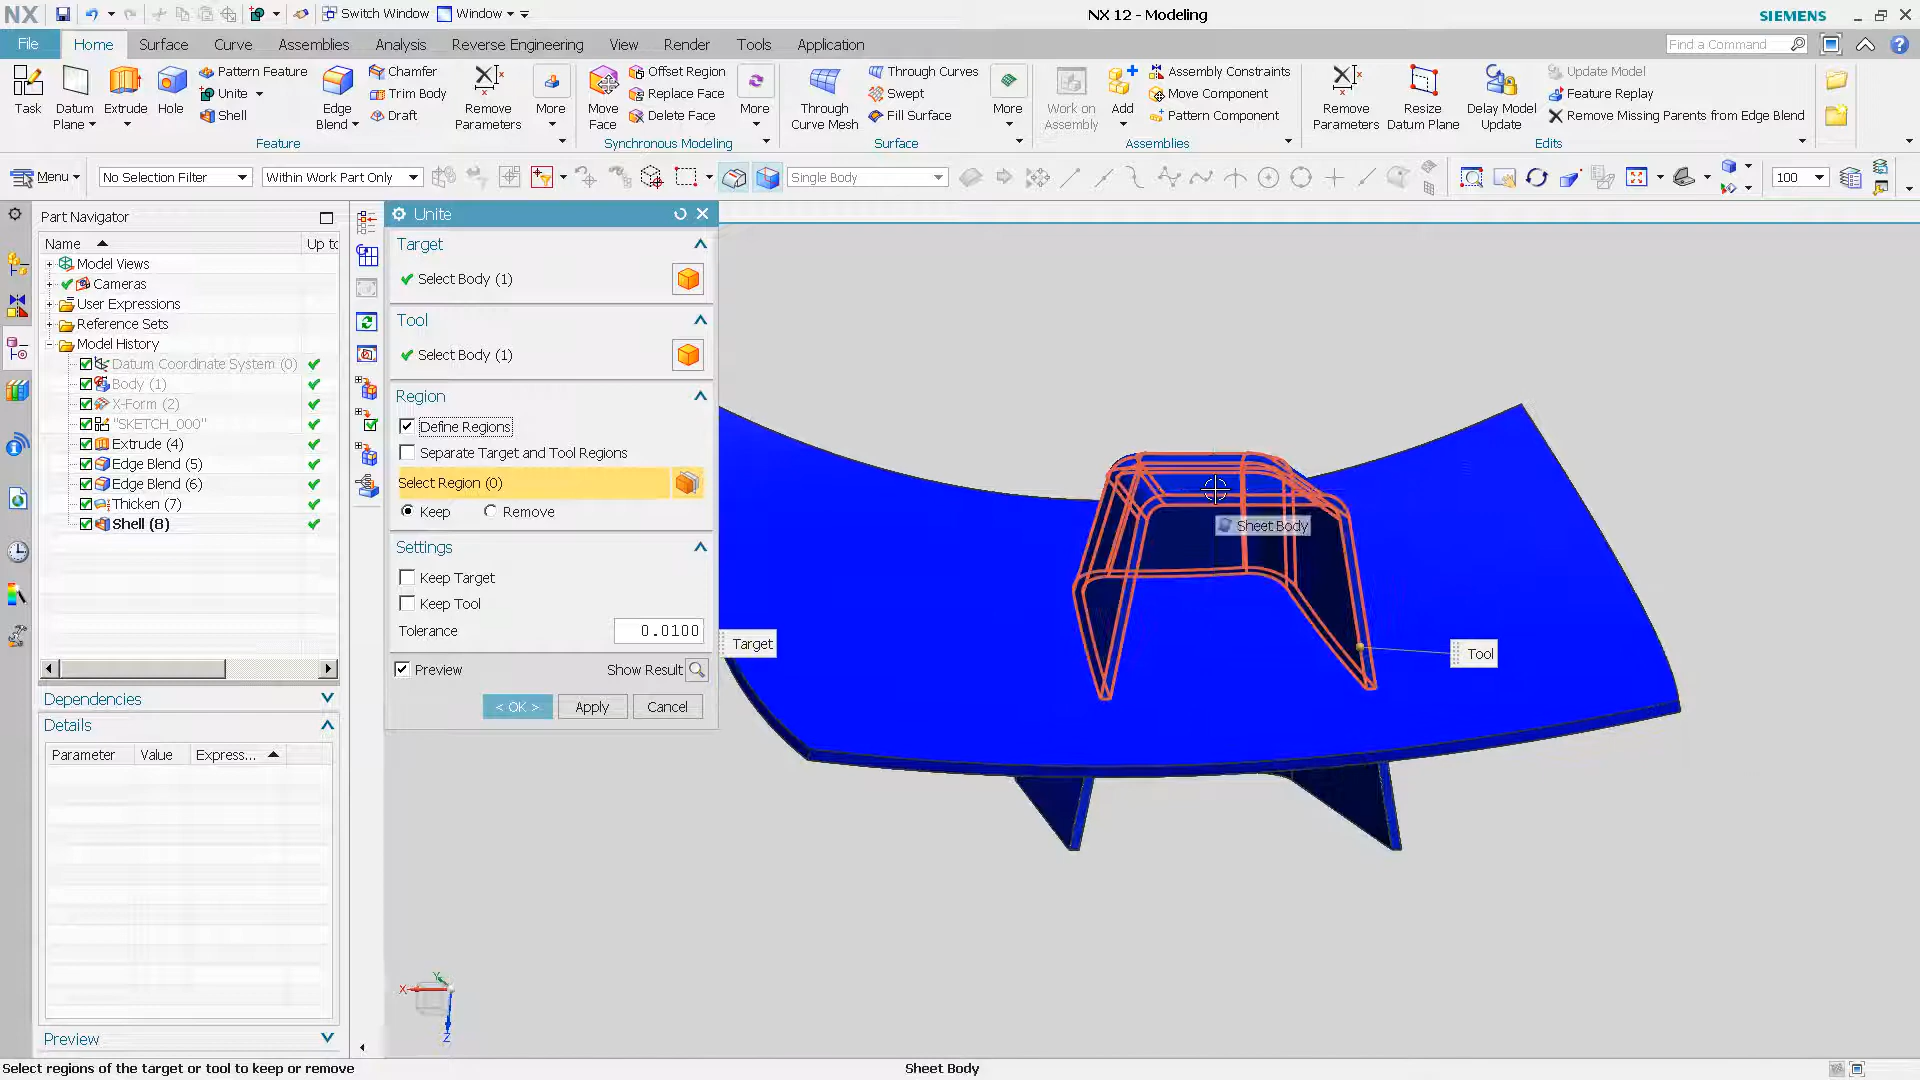 NX
Switch Window
Window
NX 12 - Modeling
SIEMENS
File
Home
Surface
Curve
Assemblies
Analysis
Reverse Engineering
View
Render
Tools
Application
Find a Command
Task
Datum
Plane
Extrude
Hole
Pattern Feature
Unite
Shell
Edge
Blend
Chamfer
Trim Body
Draft
Remove
Parameters
More
Feature
Move
Face
Offset Region
Replace Face
Delete Face
More
Synchronous Modeling
Through
Curve Mesh
Through Curves
Swept
Fill Surface
More
Surface
Work on
Assembly
Add
Assembly Constraints
Move Component
Pattern Component
Assemblies
Remove
Parameters
Resize
Datum Plane
Delay Model
Update
Update Model
Feature Replay
Remove Missing Parents from Edge Blend
Edits
Menu
No Selection Filter
Within Work Part Only
Single Body
100
Part Navigator
Name
Up to
Model Views
Cameras
User Expressions
Reference Sets
Model History
Datum Coordinate System (0)
Body (1)
X-Form (2)
"SKETCH_000"
Extrude (4)
Edge Blend (5)
Edge Blend (6)
Thicken (7)
Shell (8)
Dependencies
Details
Parameter
Value
Express...
Preview
Unite
Target
Select Body (1)
Tool
Select Body (1)
Region
Define Regions
Separate Target and Tool Regions
Select Region (0)
Keep
Remove
Settings
Keep Target
Keep Tool
Tolerance
0.0100
Preview
Show Result
< OK >
Apply
Cancel
Sheet Body
Target
Tool
X
Y
Z
Select regions of the target or tool to keep or remove
Sheet Body